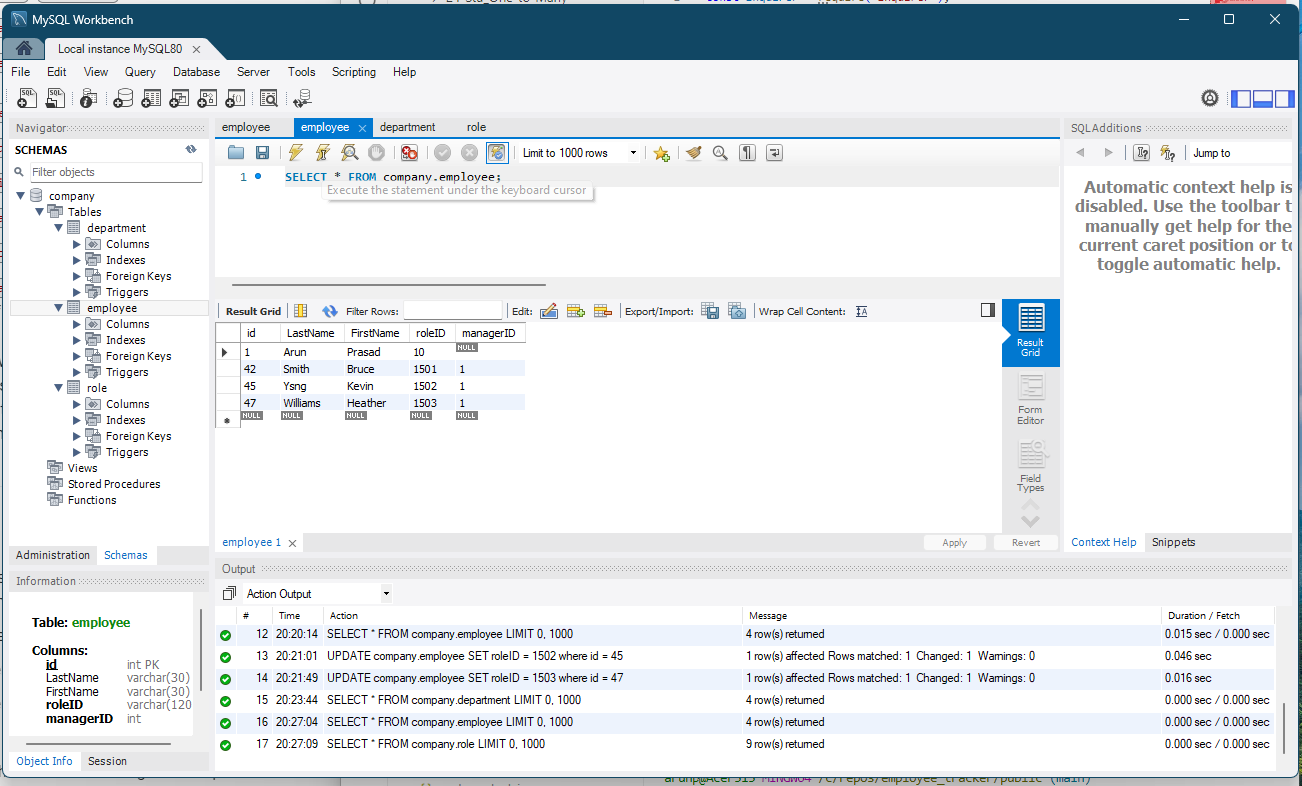 MySQL Workbench
Local instance MySQL80
File Edit View Query Database Server Tools Scripting Help
Navigator
SCHEMAS
Filter objects
company
Tables
department
Columns
Indexes
Foreign Keys
Triggers
employee
Columns
Indexes
Foreign Keys
Triggers
role
Columns
Indexes
Foreign Keys
Triggers
Views
Stored Procedures
Functions
Administration Schemas
Information
Table: employee
Columns:
id int PK
LastName varchar(30)
FirstName varchar(30)
roleID varchar(120
managerID int
Object Info Session
employee employee department role
Limit to 1000 rows
1 SELECT * FROM company.employee;
Execute the statement under the keyboard cursor
Result Grid Filter Rows: Edit: Export/Import: Wrap Cell Content:
id LastName FirstName roleID managerID
1 Arun Prasad 10 NULL
42 Smith Bruce 1501 1
45 Ysng Kevin 1502 1
47 Williams Heather 1503 1
NULL NULL NULL NULL NULL
Result
Grid
Form
Editor
Field
Types
employee 1 Apply Revert
SQLAdditions
Jump to
Automatic context help is
disabled. Use the toolbar t
manually get help for the
current caret position or to
toggle automatic help.
Context Help Snippets
Output
Action Output
# Time Action Message Duration / Fetch
12 20:20:14 SELECT * FROM company.employee LIMIT 0, 1000 4 row(s) returned 0.015 sec / 0.000 sec
13 20:21:01 UPDATE company.employee SET roleID = 1502 where id = 45 1 row(s) affected Rows matched: 1 Changed: 1 Warnings: 0 0.046 sec
14 20:21:49 UPDATE company.employee SET roleID = 1503 where id = 47 1 row(s) affected Rows matched: 1 Changed: 1 Warnings: 0 0.016 sec
15 20:23:44 SELECT * FROM company.department LIMIT 0, 1000 4 row(s) returned 0.000 sec / 0.000 sec
16 20:27:04 SELECT * FROM company.employee LIMIT 0, 1000 4 row(s) returned 0.000 sec / 0.000 sec
17 20:27:09 SELECT * FROM company.role LIMIT 0, 1000 9 row(s) returned 0.000 sec / 0.000 sec